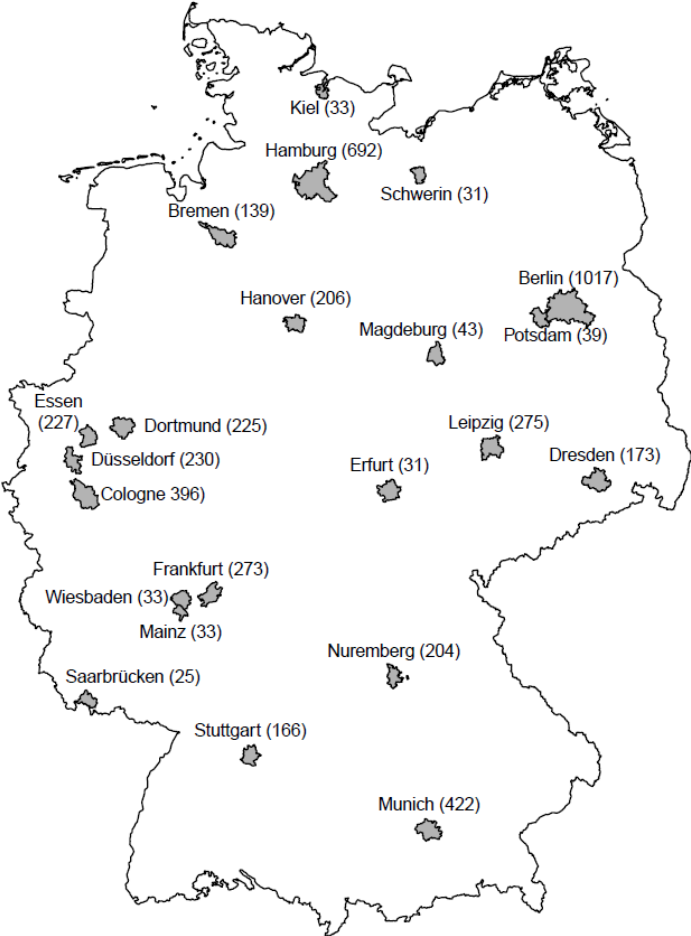 Kiel (33)
Hamburg (692)
Schwerin (31)
Bremen (139)
Berlin (1017)
Hanover (206)
Magdeburg (43)
Potsdam (39)
Essen
(227)
Dortmund (225)
Leipzig (275)
Düsseldorf (230)
Dresden (173)
Erfurt (31)
Cologne 396)
Frankfurt (273)
Wiesbaden (33)
Mainz (33)
Nuremberg (204)
Saarbrücken (25)
Stuttgart (166)
Munich (422)